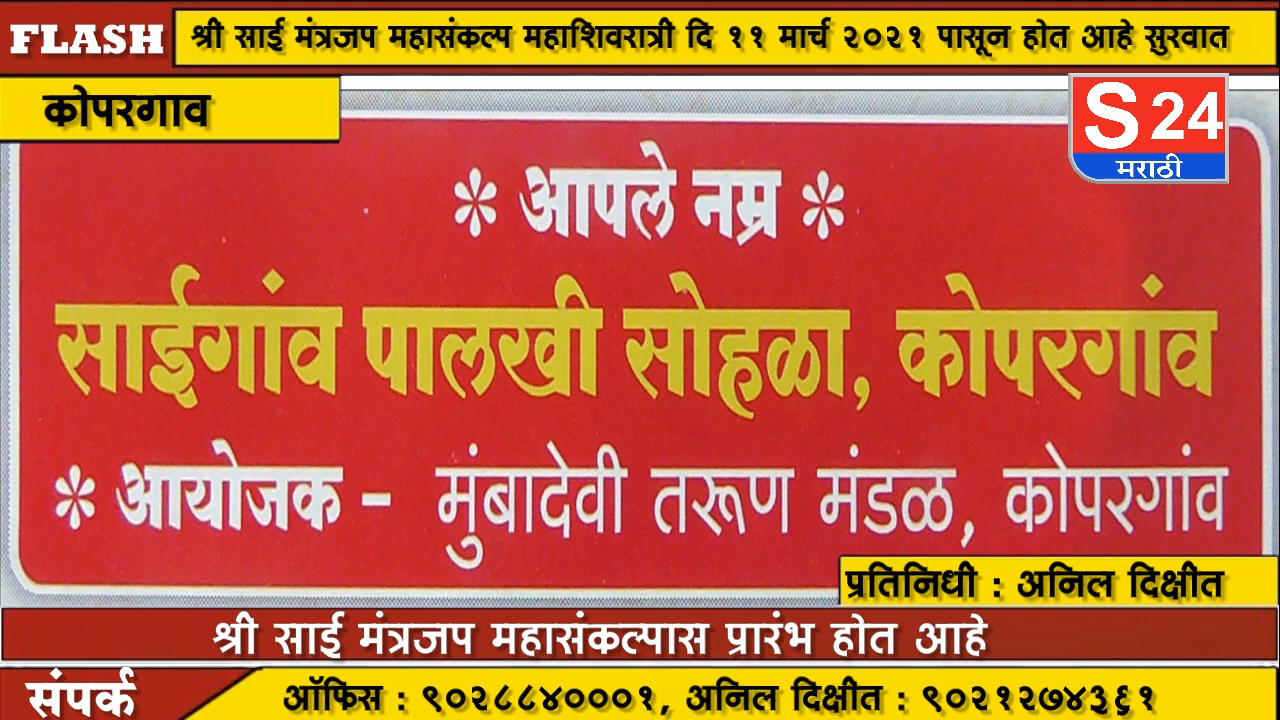 FLASH श्री साई मंत्रजप महासंकल्प महाशिवरात्री दि ११ मार्च २०२१ पासून होत आहे सुरवात
कोपरगाव
S 24
मराठी
* आपले नम्र *
साईगांव पालखी सोहळा, कोपरगांव
* आयोजक - मुंबादेवी तरूण मंडळ, कोपरगांव
प्रतिनिधी : अनिल दिक्षीत
श्री साई मंत्रजप महासंकल्पास प्रारंभ होत आहे
संपर्क ऑफिस : ९०२८८४०००१, अनिल दिक्षीत : ९०२१२७४३६१